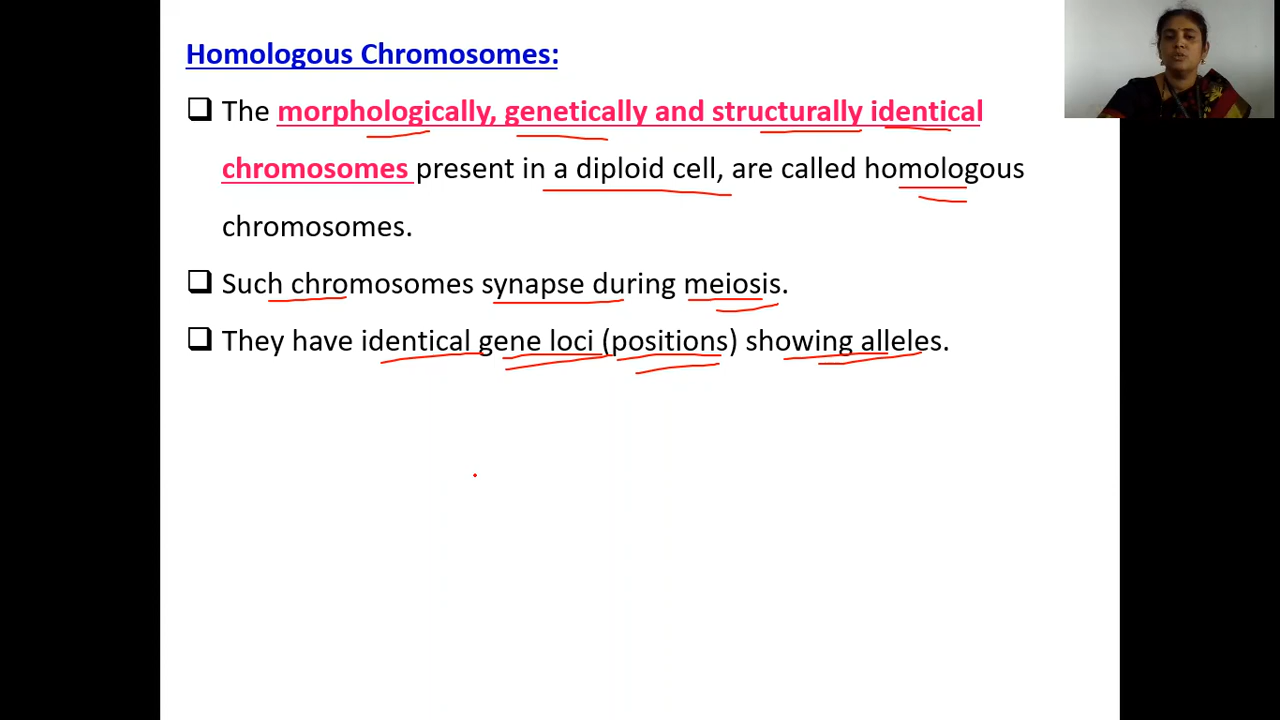 Homologous Chromosomes:
The morphologically, genetically and structurally identical
chromosomes present in a diploid cell, are called homologous
chromosomes.
Such chromosomes synapse during meiosis.
They have identical gene loci (positions) showing alleles.